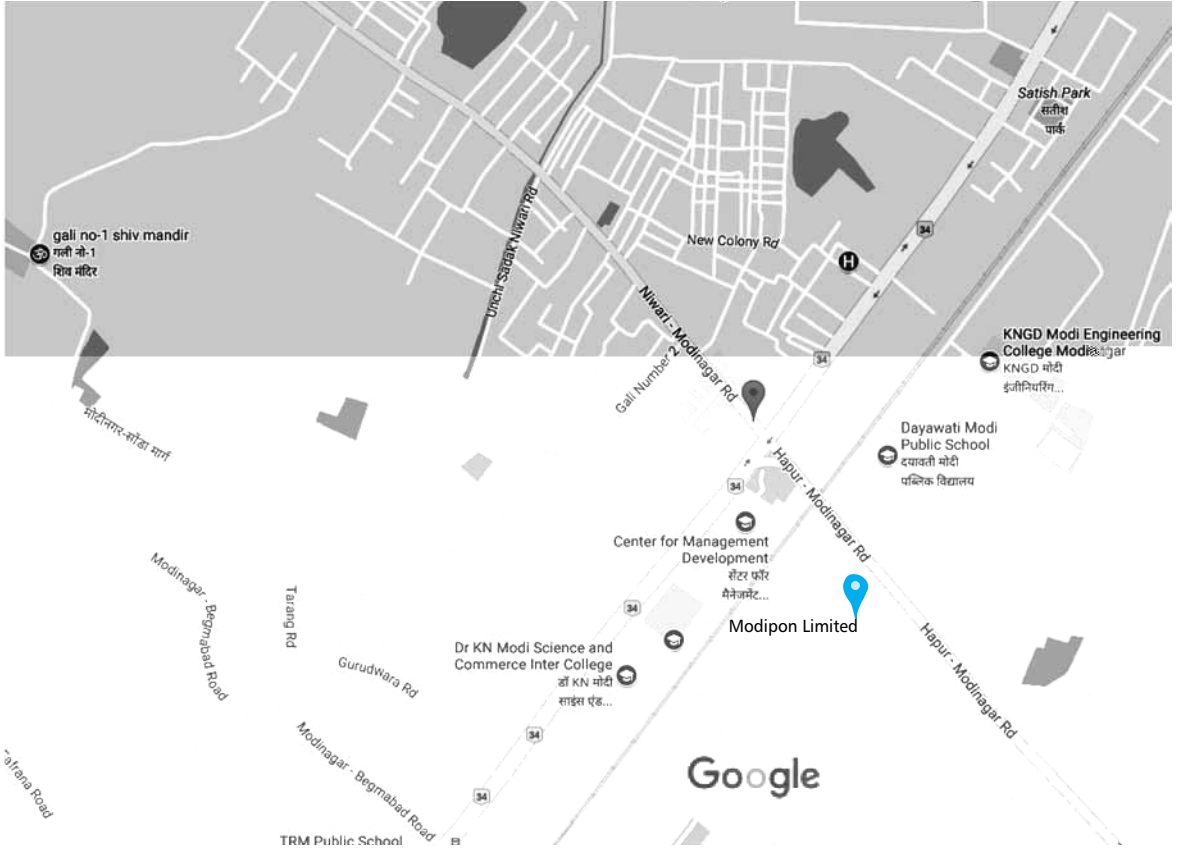 Satish Park
सतीश
पार्क
gali no-1 shiv mandir
गली नो-1
शिव मंदिर
Unchi Sadak Niwari Rd
New Colony Rd
34
H
Niwari - Modinagar Rd
Gali Number 2
34
KNGD Modi Engineering
College Modinagar
KNGD मोदी
इंजीनियरिंग...
मोदीनगर-सोंडा मार्ग
Dayawati Modi
Public School
दयावती मोदी
पब्लिक विद्यालय
34
Hapur - Modinagar Rd
Center for Management
Development
सेंटर फॉर
मैनेजमेंट...
Modinagar - Begmabad Road
Tarang Rd
34
Modipon Limited
Hapur - Modinagar Rd
Dr KN Modi Science and
Commerce Inter College
डॉ KN मोदी
साइंस एंड...
Gurudwara Rd
34
Modinagar - Begmabad Road
Google
34
Road
TRM Public School